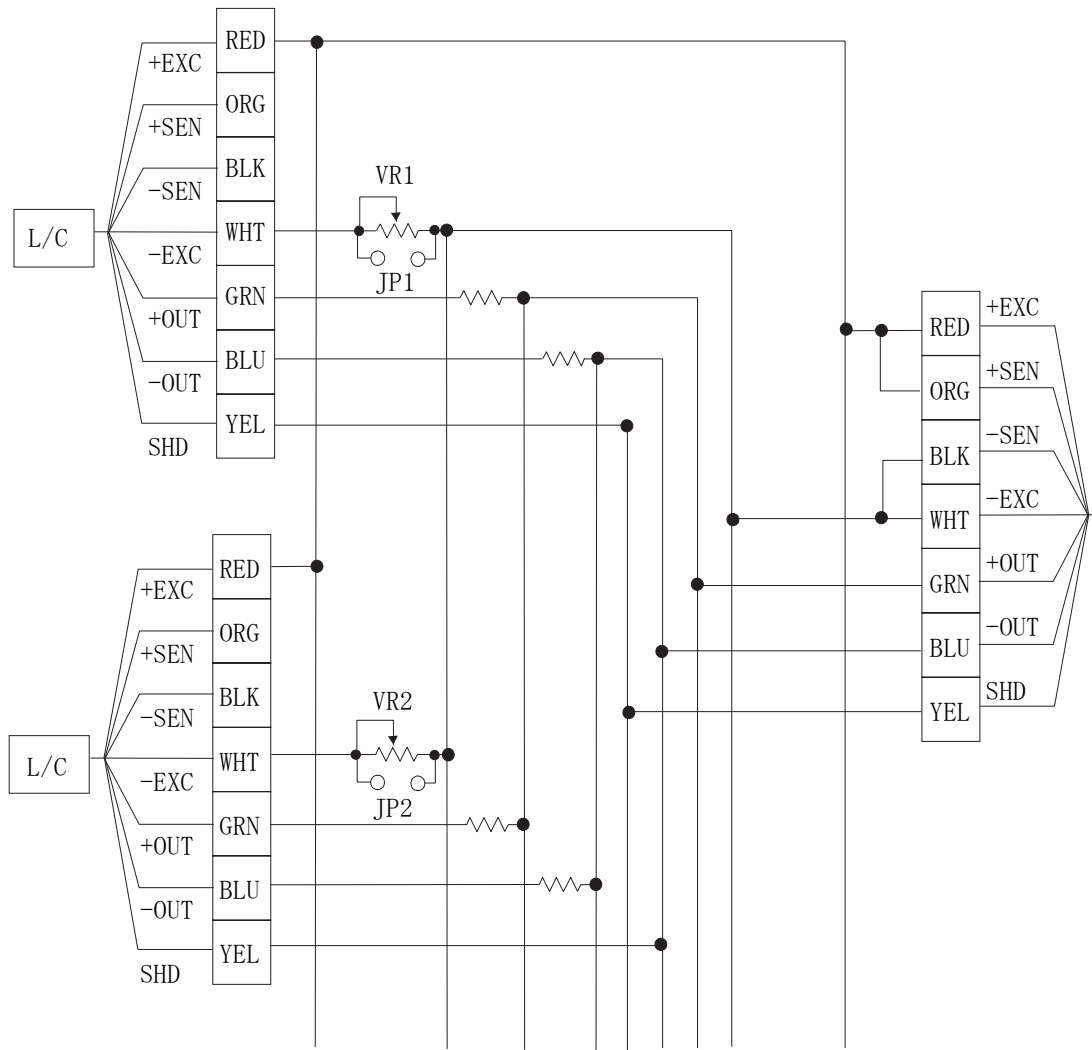 +EXC
RED
+SEN
ORG
-SEN
BLK
L/C
-EXC
WHT
VR1
JP1
+OUT
GRN
-OUT
BLU
SHD
YEL
RED
+EXC
ORG
+SEN
BLK
-SEN
WHT
-EXC
GRN
+OUT
BLU
-OUT
YEL
SHD
+EXC
RED
+SEN
ORG
-SEN
BLK
L/C
-EXC
WHT
VR2
JP2
+OUT
GRN
-OUT
BLU
SHD
YEL